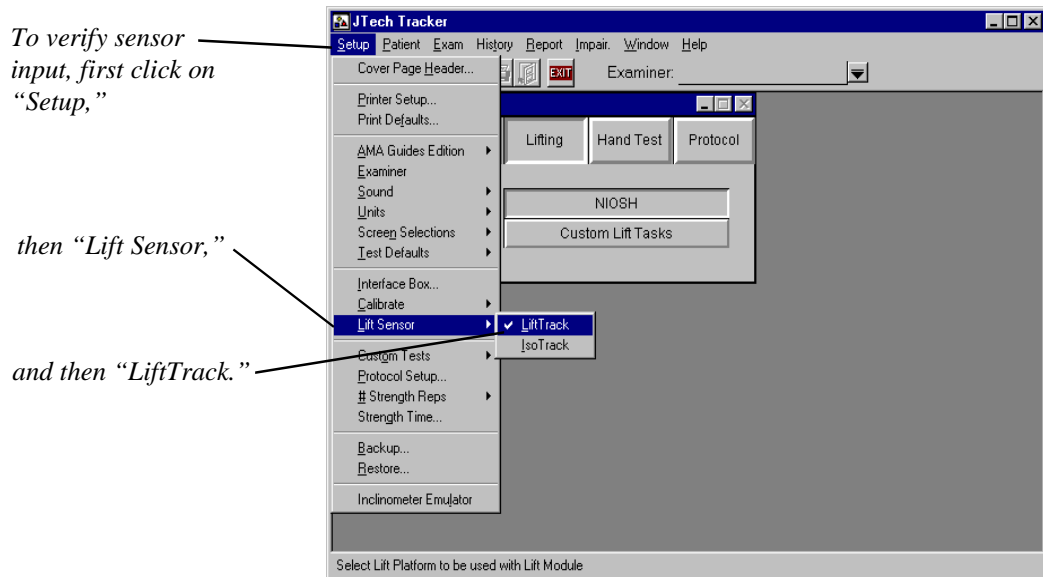 To verify sensor
input, first click on
“Setup,”
then “Lift Sensor,”
and then “LiftTrack.”
JTech Tracker
Setup Patient Exam History Report Impair. Window Help
EXIT Examiner:
Cover Page Header...
Printer Setup...
Print Defaults...
AMA Guides Edition
Examiner
Sound
Units
Screen Selections
Test Defaults
Interface Box...
Calibrate
Lift Sensor
Custom Tests
Protocol Setup...
# Strength Reps
Strength Time...
Backup...
Restore...
Inclinometer Emulator
LiftTrack
IsoTrack
Lifting Hand Test Protocol
NIOSH
Custom Lift Tasks
Select Lift Platform to be used with Lift Module